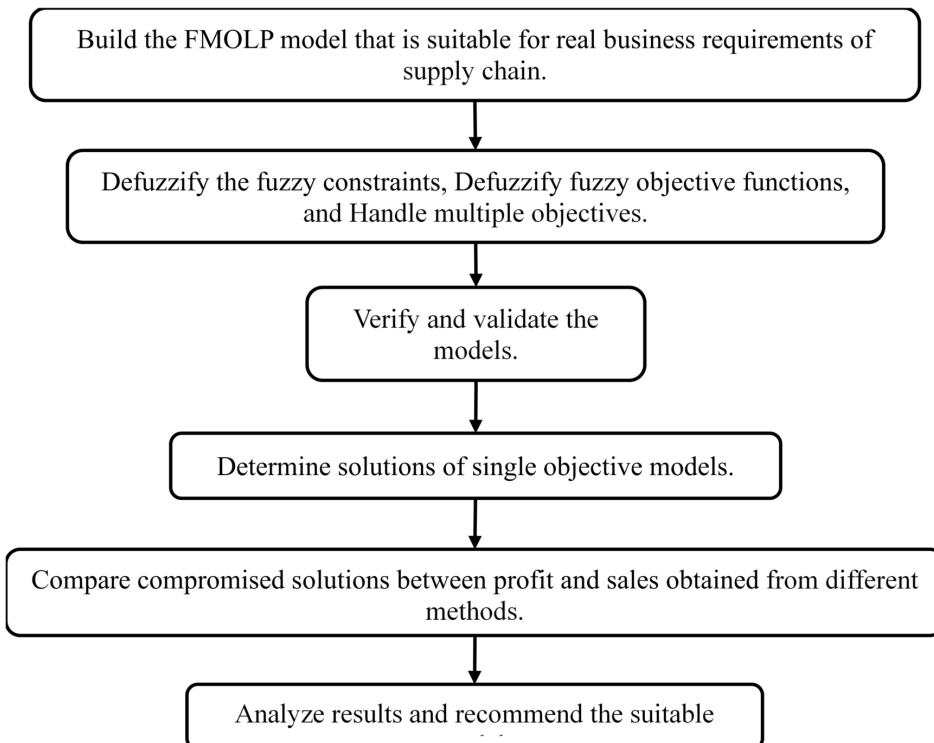 Build the FMOLP model that is suitable for real business requirements of
supply chain.
Defuzzify the fuzzy constraints, Defuzzify fuzzy objective functions,
and Handle multiple objectives.
Verify and validate the
models.
Determine solutions of single objective models.
Compare compromised solutions between profit and sales obtained from different
methods.
Analyze results and recommend the suitable